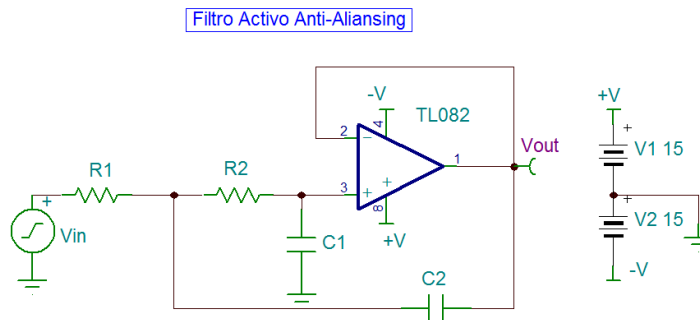 Filtro Activo Anti-Aliansing
-V
TL082
+V
4
2
Vout
V1 15
R1
R2
1
3
8
Vin
C1
+V
V2 15
C2
-V